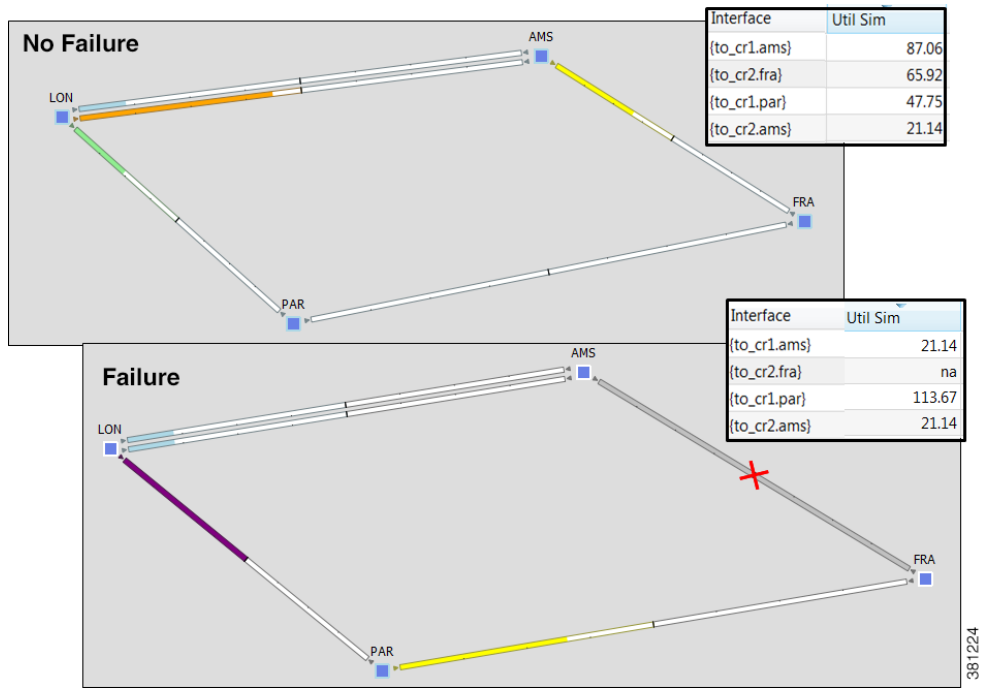 No Failure
AMS
LON
FRA
PAR
Interface Util Sim
{to_cr1.ams} 87.06
{to_cr2.fra} 65.92
{to_cr1.par} 47.75
{to_cr2.ams} 21.14
Failure
AMS
LON
FRA
PAR
Interface Util Sim
{to_cr1.ams} 21.14
{to_cr2.fra} na
{to_cr1.par} 113.67
{to_cr2.ams} 21.14
381224